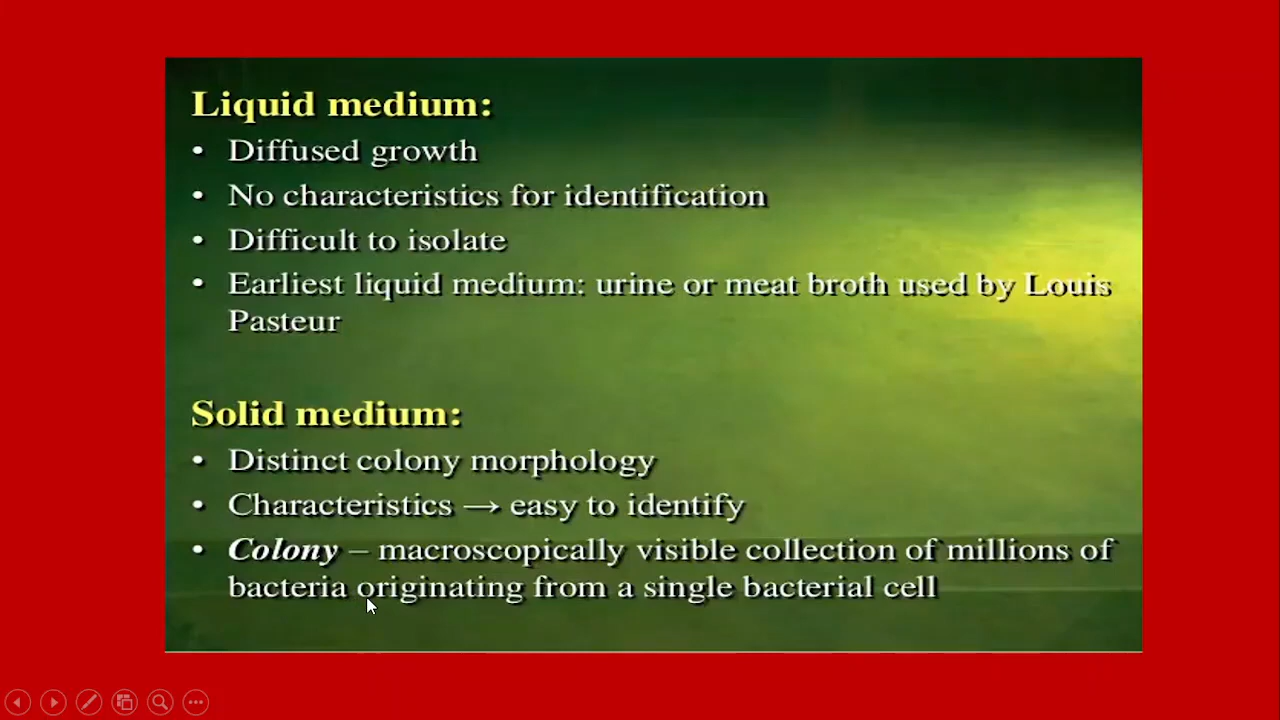 Liquid medium:
• Diffused growth
• No characteristics for identification
• Difficult to isolate
• Earliest liquid medium: urine or meat broth used by Louis
Pasteur
Solid medium:
• Distinct colony morphology
• Characteristics → easy to identify
• Colony – macroscopically visible collection of millions of
bacteria originating from a single bacterial cell